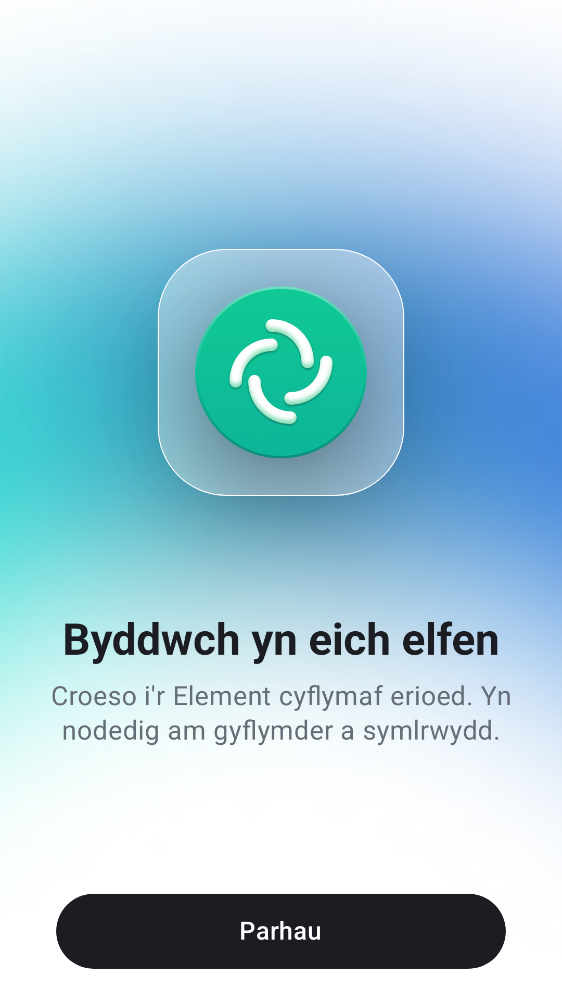 Byddwch yn eich elfen
Croeso i'r Element cyflymaf erioed. Yn
nodedig am gyflymder a symlrwydd.
Parhau